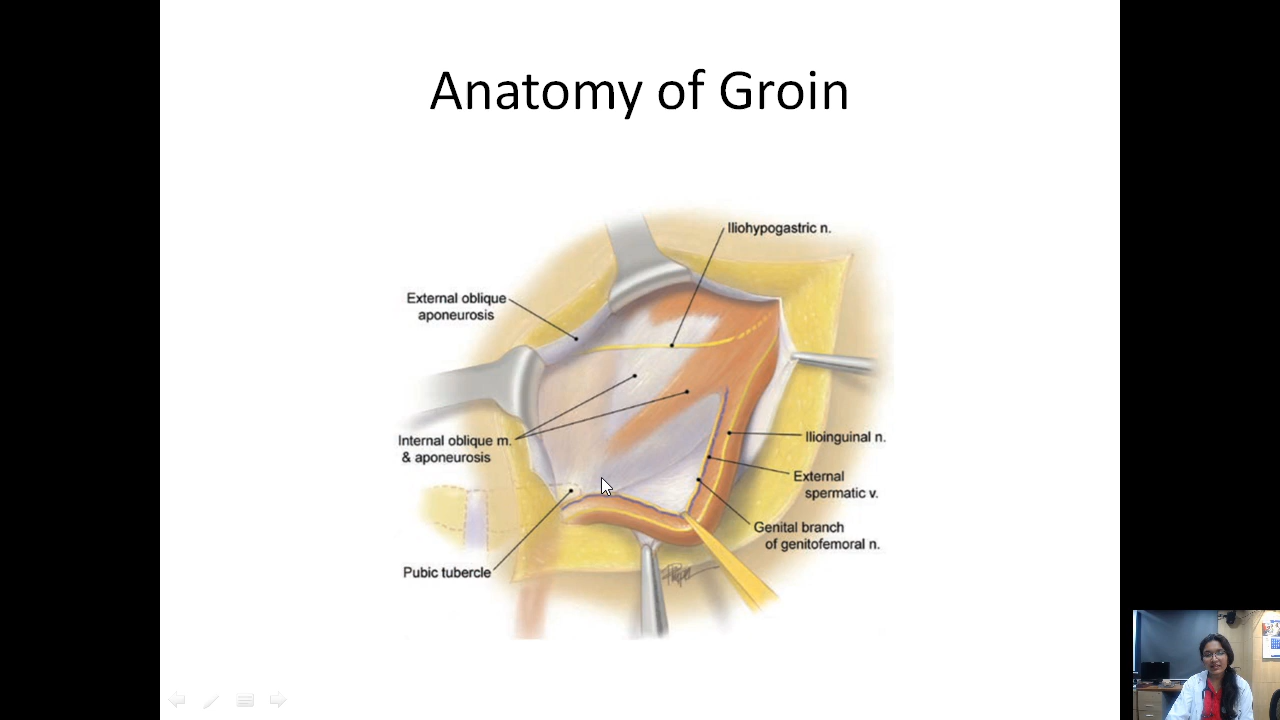 Anatomy of Groin
Iliohypogastric n.
External oblique
aponeurosis
Internal oblique m.
& aponeurosis
Ilioinguinal n.
External
spermatic v.
Genital branch
of genitofemoral n.
Pubic tubercle